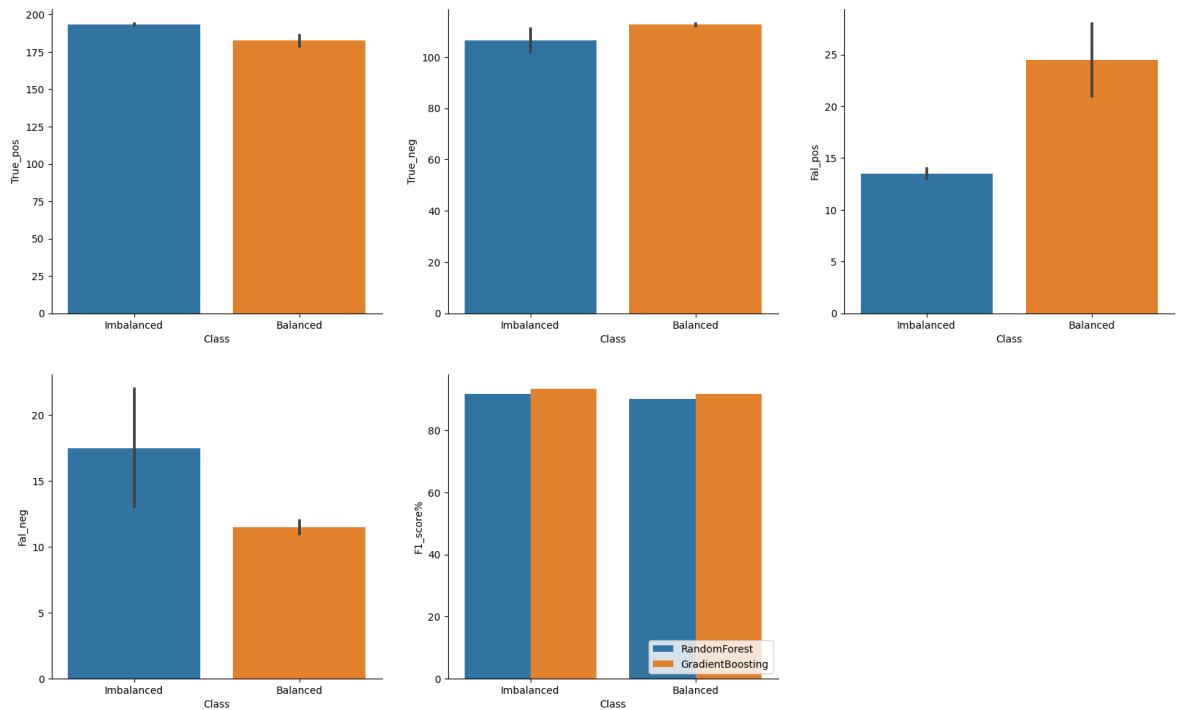 True_pos
200
175
150
125
100
75
50
25
0
Imbalanced
Balanced
Class
True_neg
100
80
60
40
20
0
Imbalanced
Balanced
Class
Fal_pos
25
20
15
10
5
0
Imbalanced
Balanced
Class
Fal_neg
20
15
10
5
0
Imbalanced
Balanced
Class
F1_score%
80
60
40
20
0
RandomForest
GradientBoosting
Imbalanced
Balanced
Class